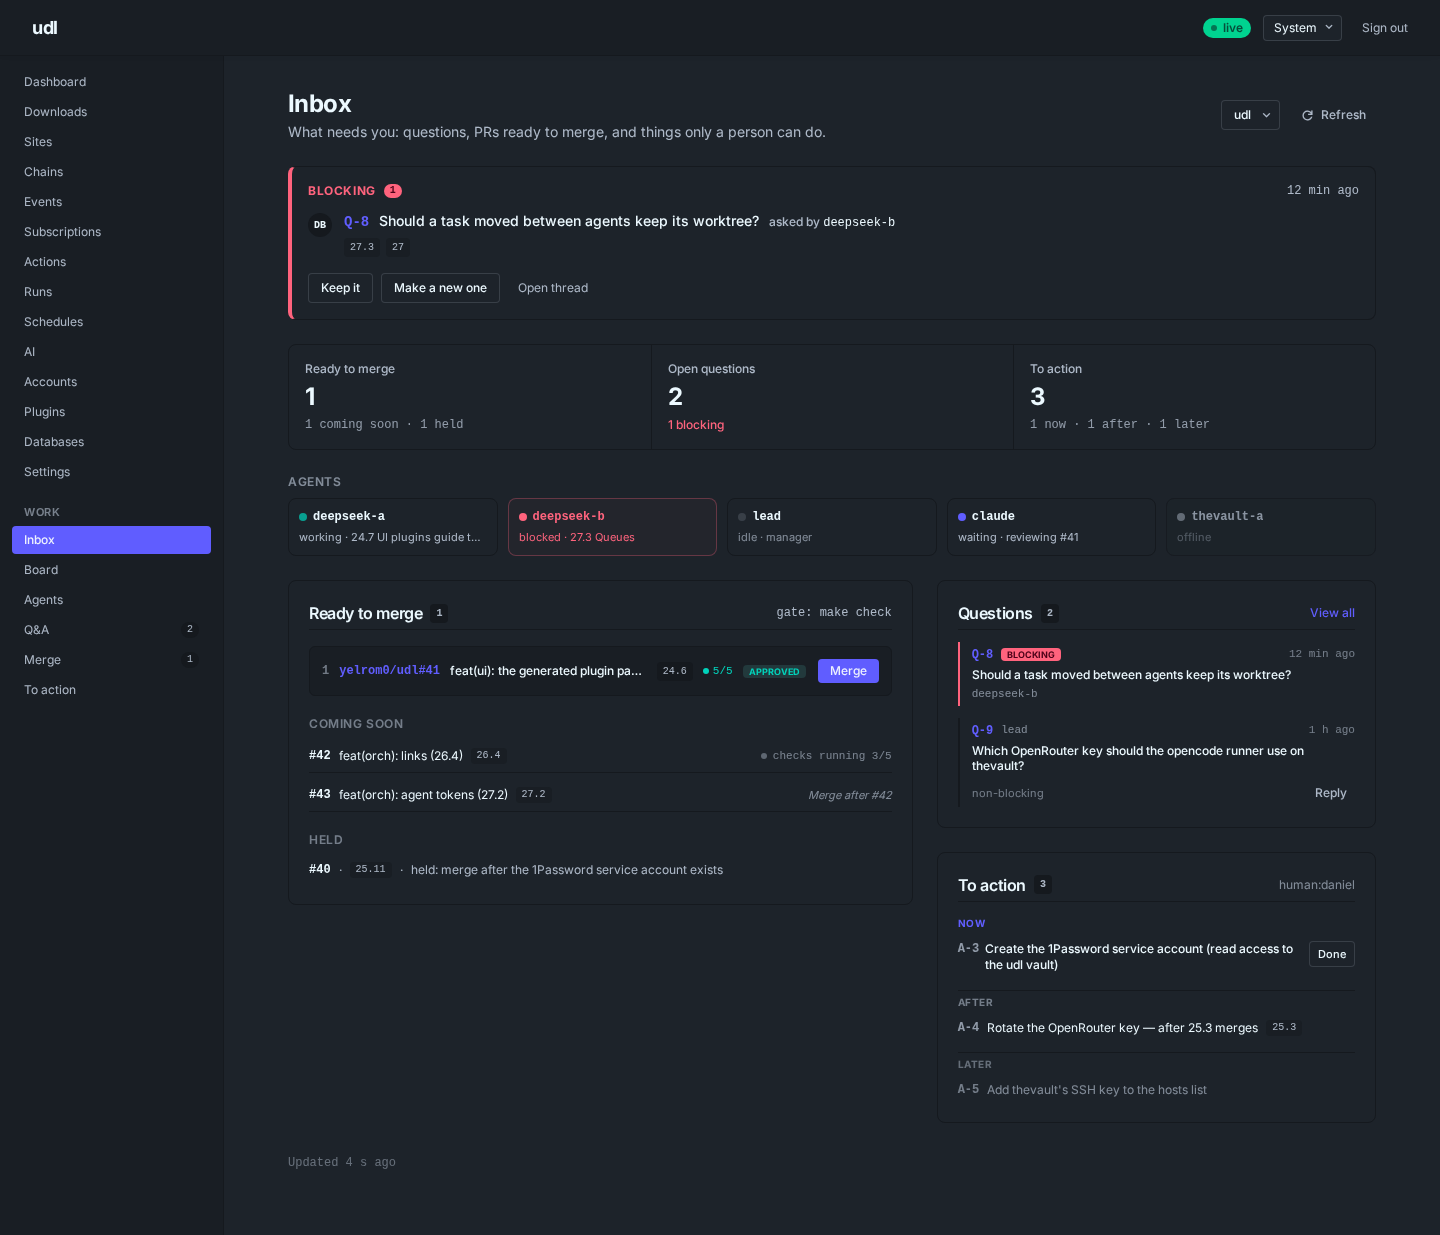 udl
live
System
Sign out
Dashboard
Downloads
Sites
Chains
Events
Subscriptions
Actions
Runs
Schedules
AI
Accounts
Plugins
Databases
Settings
WORK
Inbox
Board
Agents
Q&A 2
Merge 1
To action
Inbox
What needs you: questions, PRs ready to merge, and things only a person can do.
udl
Refresh
BLOCKING 1
12 min ago
DB
Q-8 Should a task moved between agents keep its worktree? asked by deepseek-b
27.3 27
Keep it
Make a new one
Open thread
Ready to merge
1
1 coming soon · 1 held
Open questions
2
1 blocking
To action
3
1 now · 1 after · 1 later
AGENTS
deepseek-a
working · 24.7 UI plugins guide t...
deepseek-b
blocked · 27.3 Queues
lead
idle · manager
claude
waiting · reviewing #41
thevault-a
offline
Ready to merge 1
gate: make check
1 yelrom0/udl#41 feat(ui): the generated plugin pa... 24.6 5/5 APPROVED Merge
COMING SOON
#42 feat(orch): links (26.4) 26.4 checks running 3/5
#43 feat(orch): agent tokens (27.2) 27.2 Merge after #42
HELD
#40 · 25.11 · held: merge after the 1Password service account exists
Questions 2
View all
Q-8 BLOCKING 12 min ago
Should a task moved between agents keep its worktree?
deepseek-b
Q-9 lead 1 h ago
Which OpenRouter key should the opencode runner use on
thevault?
non-blocking
Reply
To action 3
human:daniel
NOW
A-3 Create the 1Password service account (read access to
the udl vault)
Done
AFTER
A-4 Rotate the OpenRouter key — after 25.3 merges 25.3
LATER
A-5 Add thevault's SSH key to the hosts list
Updated 4 s ago